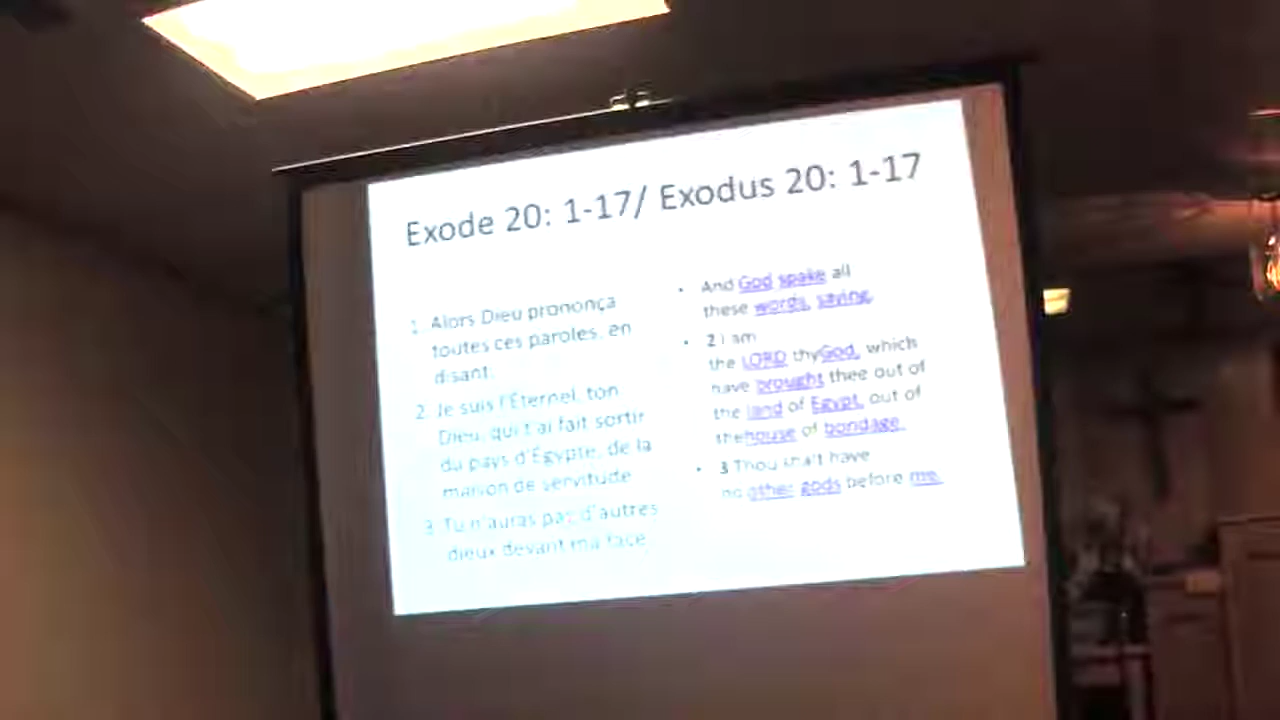 Exode 20: 1-17/ Exodus 20: 1-17
1. Alors Dieu prononça
toutes ces paroles, en
disant:
2. Je suis l'Éternel, ton
Dieu, qui t'ai fait sortir
du pays d'Égypte, de la
maison de servitude
3. Tu n'auras pas d'autres
dieux devant ma face.
• And God spake all
these words, saying,
• 2 I am
the LORD thyGod, which
have brought thee out of
the land of Egypt, out of
thehouse of bondage.
• 3 Thou shalt have
no other gods before me.